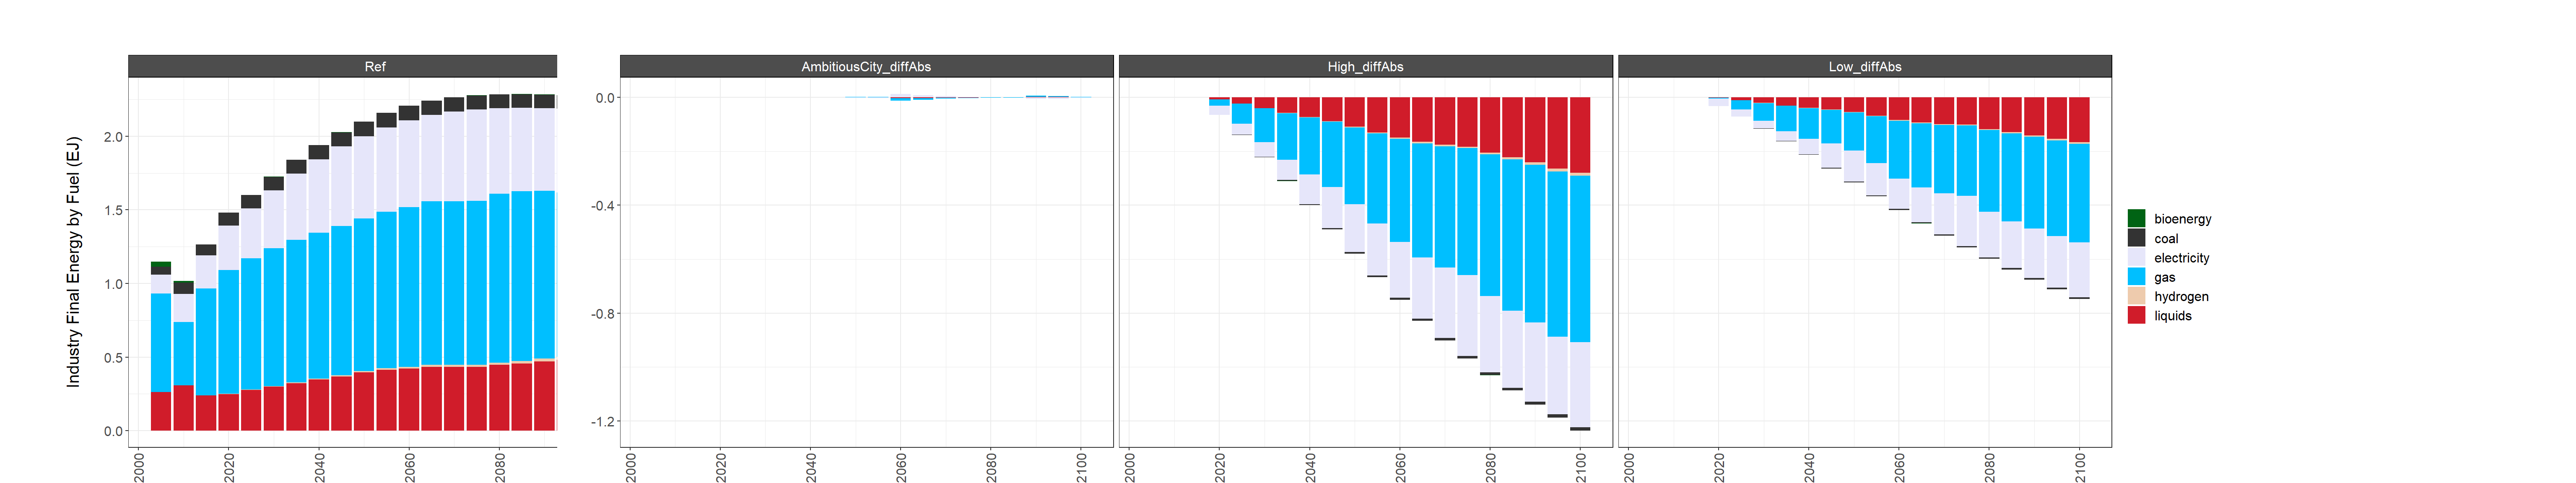 Ref
AmbitiousCity_diffAbs
High_diffAbs
Low_diffAbs
Industry Final Energy by Fuel (EJ)
2.0
1.5
1.0
0.5
0.0
0.0
-0.4
-0.8
-1.2
2000
2020
2040
2060
2080
2000
2020
2040
2060
2080
2100
2000
2020
2040
2060
2080
2100
2000
2020
2040
2060
2080
2100
bioenergy
coal
electricity
gas
hydrogen
liquids